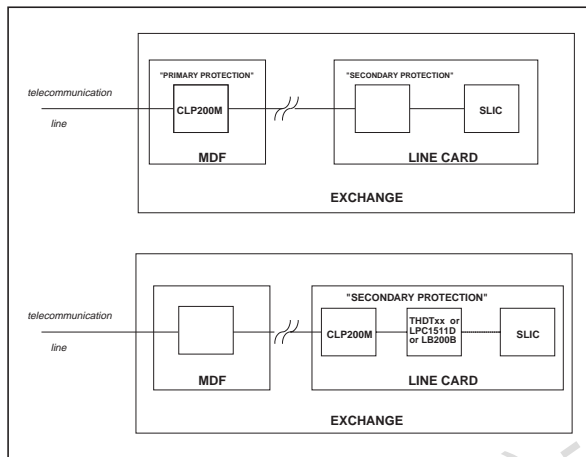 "PRIMARY PROTECTION"
"SECONDARY PROTECTION"
telecommunication
line
CLP200M
SLIC
MDF
LINE CARD
EXCHANGE
"SECONDARY PROTECTION"
telecommunication
line
CLP200M
THDTxx or
LPC1511D
or LB200B
SLIC
MDF
LINE CARD
EXCHANGE